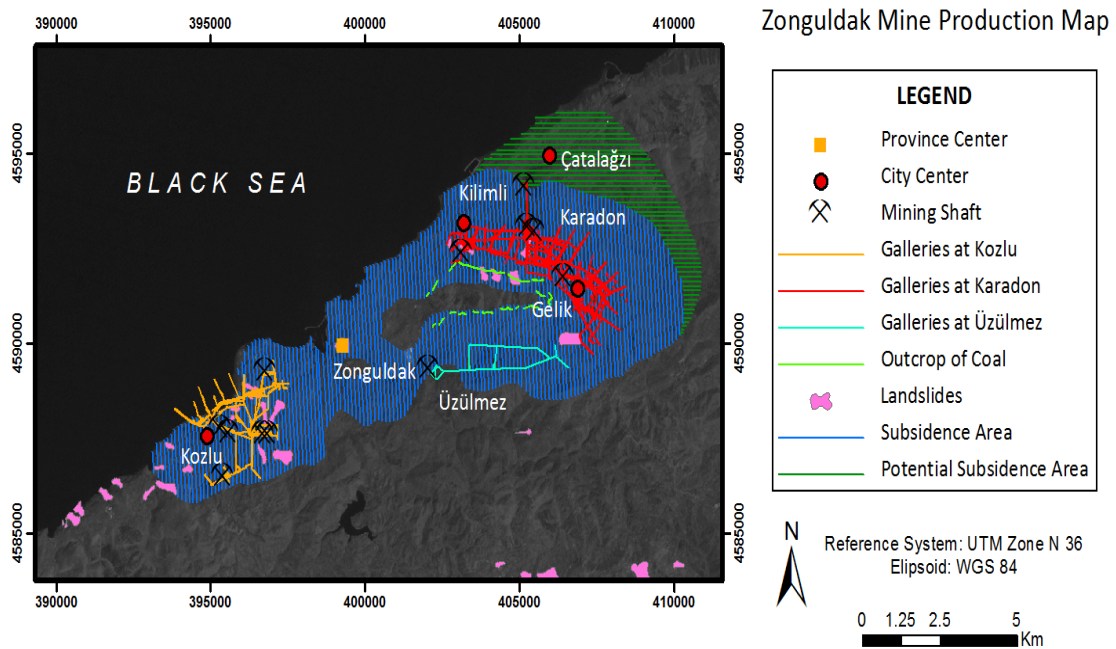 Zonguldak Mine Production Map
390000 395000 400000 405000 410000
4595000 4595000
4590000 4590000
4585000 4585000
BLACK SEA
Çatalağzı
Kilimli
Karadon
Gelik
Zonguldak
Üzülmez
Kozlu
390000 395000 400000 405000 410000
LEGEND
Province Center
City Center
Mining Shaft
Galleries at Kozlu
Galleries at Karadon
Galleries at Üzülmez
Outcrop of Coal
Landslides
Subsidence Area
Potential Subsidence Area
N
Reference System: UTM Zone N 36
Elipsoid: WGS 84
0 1.25 2.5 5
Km